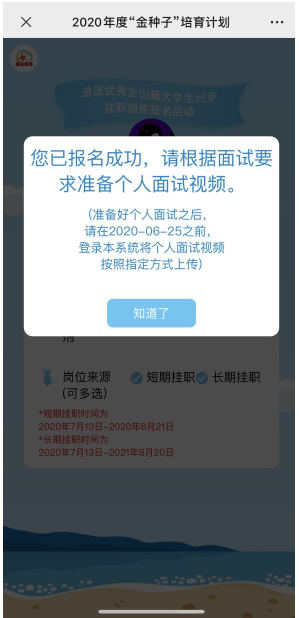 2020年度“金种子”培育计划
选派优秀金山籍大学生回乡
挂职锻炼报名活动
您已报名成功，请根据面试要
求准备个人面试视频。
(准备好个人面试之后，
请在2020-06-25之前，
登录本系统将个人面试视频
按照指定方式上传)
知道了
岗位来源
(可多选)
短期挂职
长期挂职
*短期挂职时间为
2020年7月13日-2020年8月21日
*长期挂职时间为
2020年7月13日-2021年8月20日